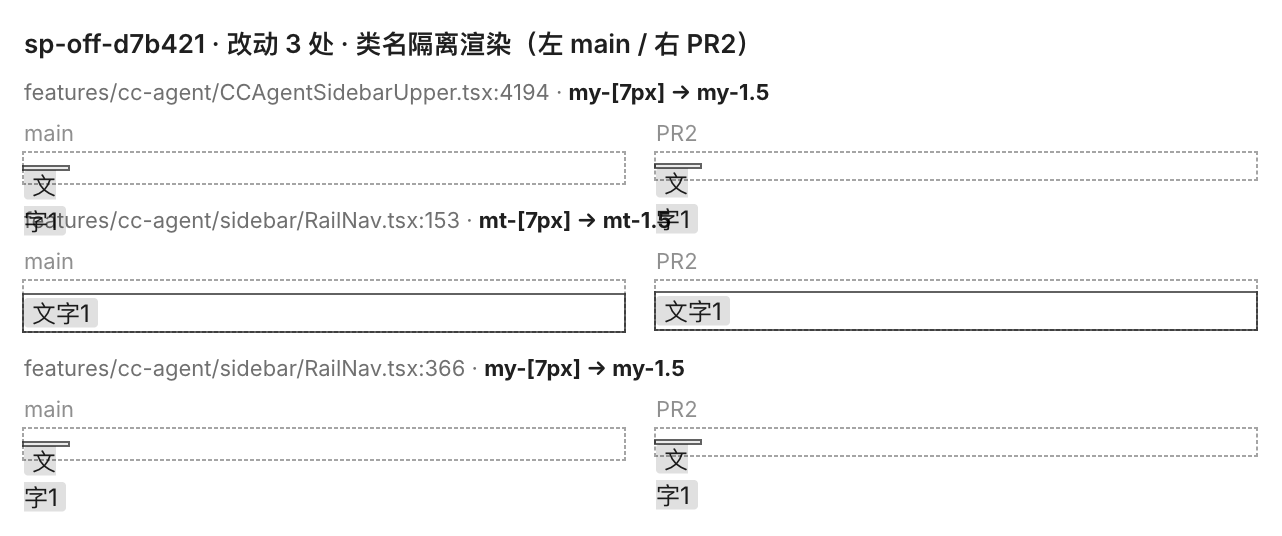 sp-off-d7b421 · 改动 3 处 · 类名隔离渲染（左 main / 右 PR2）
features/cc-agent/CCAgentSidebarUpper.tsx:4194 · my-[7px] → my-1.5
main
PR2
文
字1
文
字1
features/cc-agent/sidebar/RailNav.tsx:153 · mt-[7px] → mt-1.5
main
PR2
文字1
文字1
features/cc-agent/sidebar/RailNav.tsx:366 · my-[7px] → my-1.5
main
PR2
文
字1
文
字1